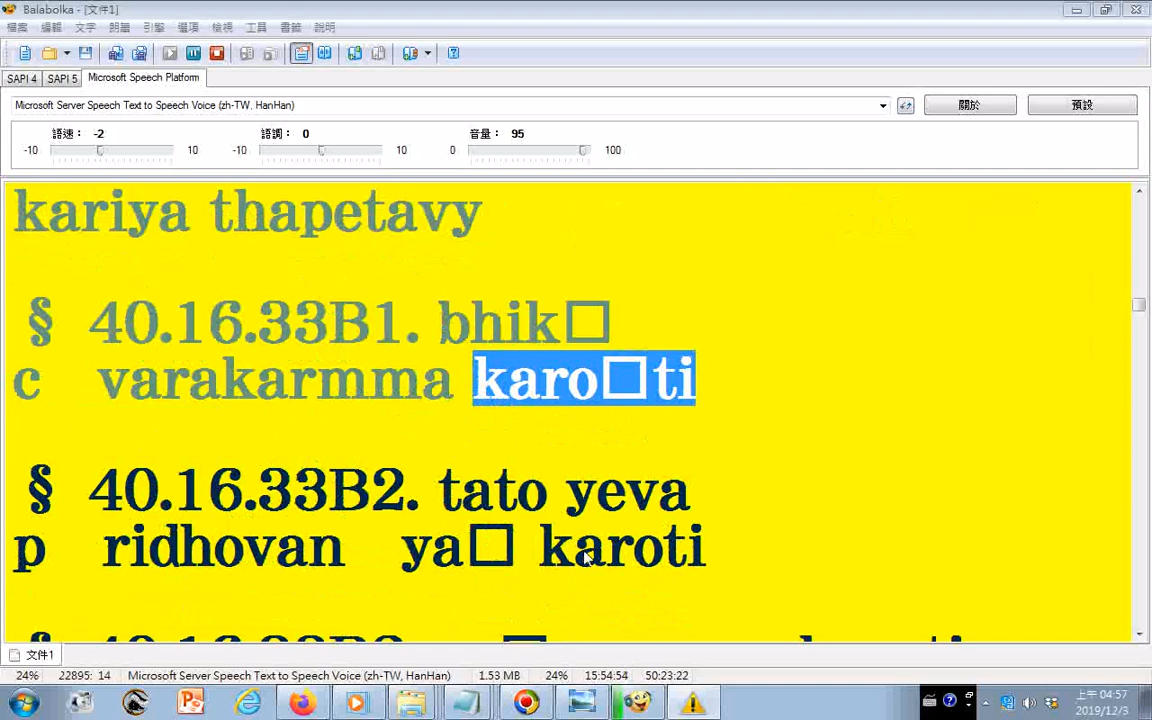 Balabolka - [文件1]
檔案 編輯 文字 朗讀 引擎 選項 檢視 工具 書籤 說明
SAPI 4 SAPI 5 Microsoft Speech Platform
Microsoft Server Speech Text to Speech Voice (zh-TW, HanHan) 關於 預設
語速： -2 語調： 0 音量： 95
-10 10 -10 10 0 100
kariya thapetavy
§ 40.16.33B1. bhik□
c varakarmma karo□ti
§ 40.16.33B2. tato yeva
p ridhovan ya□ karoti
文件1
24% 22895: 14 Microsoft Server Speech Text to Speech Voice (zh-TW, HanHan) 1.53 MB 24% 15:54:54 50:23:22
上午 04:57
2019/12/3